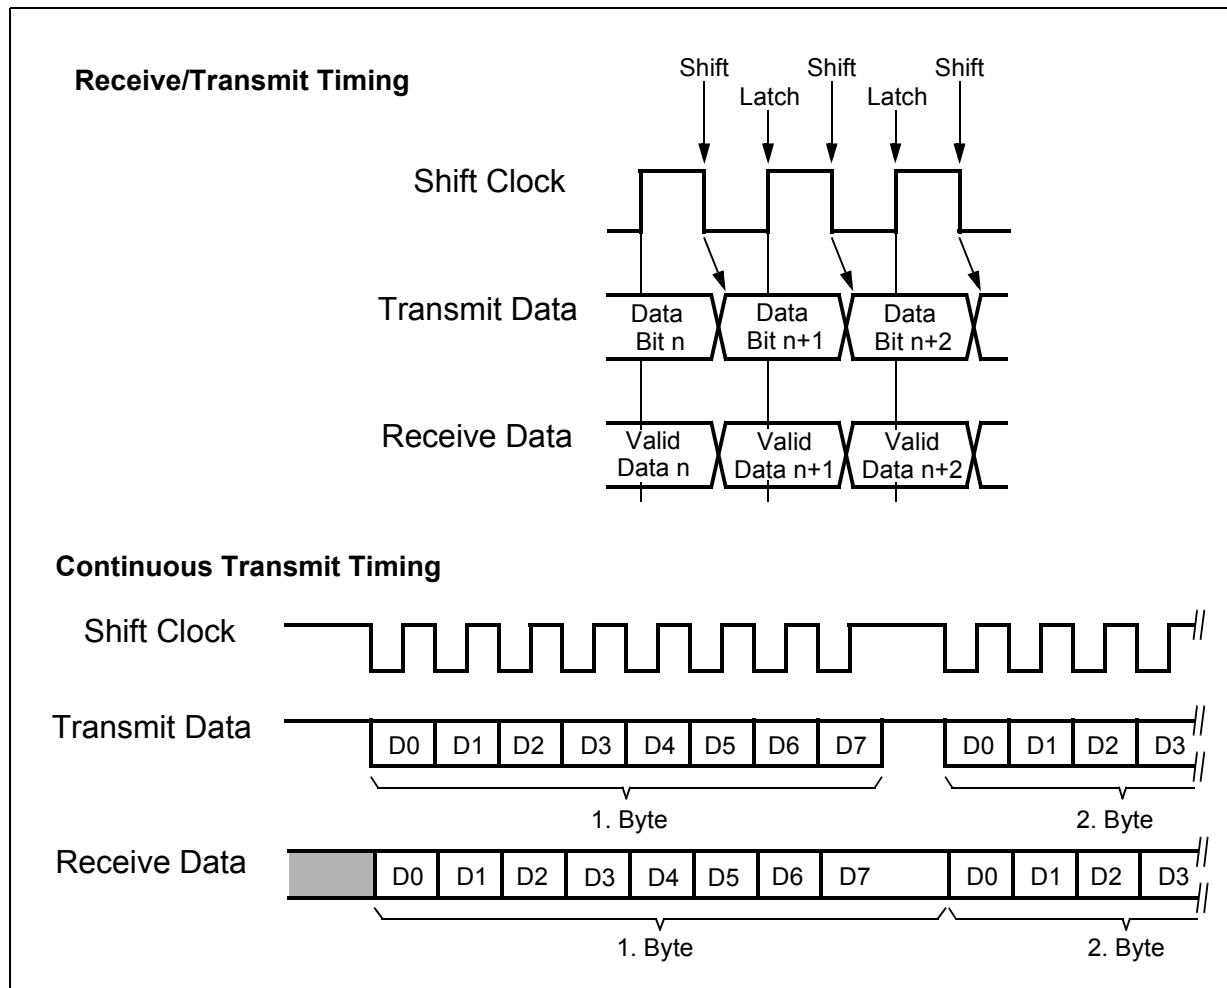 Receive/Transmit Timing
Shift Shift Shift
Latch Latch
Shift Clock
Transmit Data
Data Bit n
Data Bit n+1
Data Bit n+2
Receive Data
Valid Data n
Valid Data n+1
Valid Data n+2
Continuous Transmit Timing
Shift Clock
Transmit Data
D0 D1 D2 D3 D4 D5 D6 D7 D0 D1 D2 D3
1. Byte 2. Byte
Receive Data
D0 D1 D2 D3 D4 D5 D6 D7 D0 D1 D2 D3
1. Byte 2. Byte